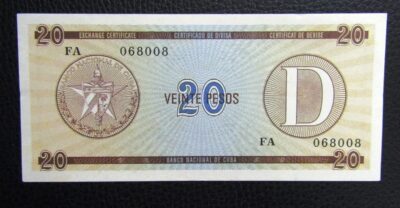 20 EXCHANGE CERTIFICATE CERTIFICADO DE DIVISA CERTIFICAT DE DEVISE 20
FA 068008
20
VEINTE PESOS
D
FA 068008
20 BANCO NACIONAL DE CUBA 20